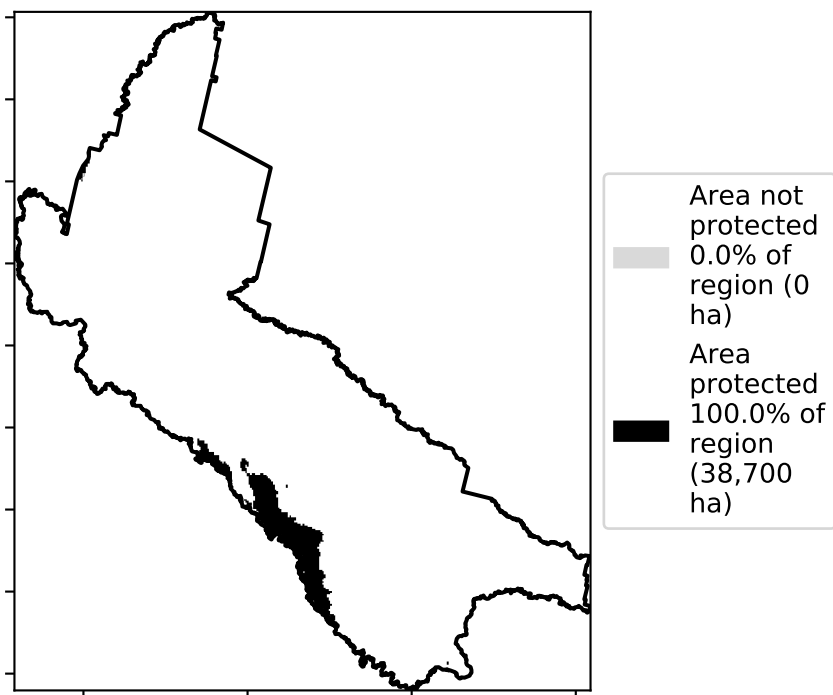 Area not
protected
0.0% of
region (0
ha)
Area
protected
100.0% of
region
(38,700
ha)